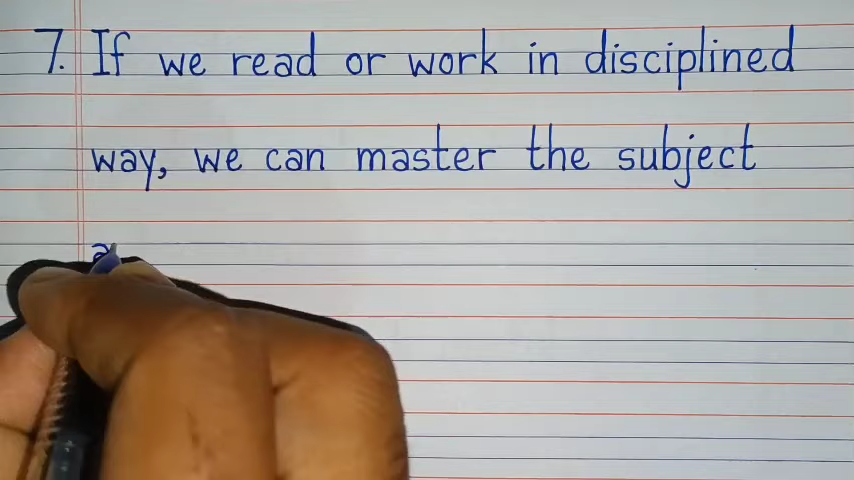 7. If we read or work in disciplined
way, we can master the subject
a